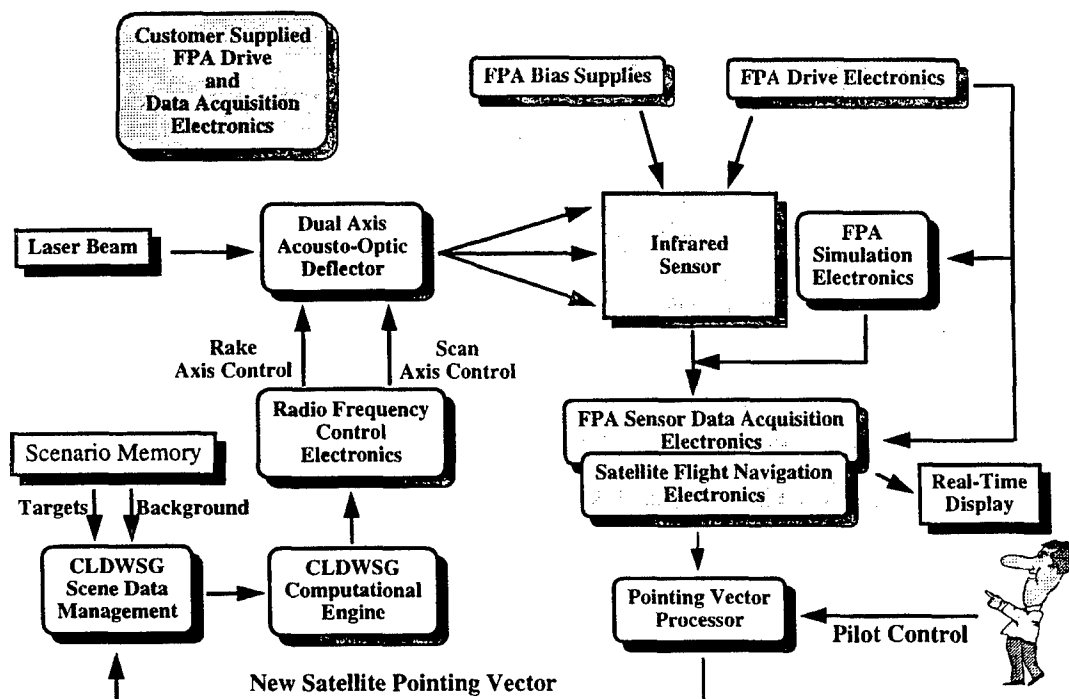 Customer Supplied
FPA Drive
and
Data Acquisition
Electronics
FPA Bias Supplies
FPA Drive Electronics
Laser Beam
Dual Axis
Acousto-Optic
Deflector
Infrared
Sensor
FPA
Simulation
Electronics
Rake
Axis Control
Scan
Axis Control
Radio Frequency
Control
Electronics
FPA Sensor Data Acquisition
Electronics
Satellite Flight Navigation
Electronics
Real-Time
Display
Scenario Memory
Targets
Background
CLDWSG
Scene Data
Management
CLDWSG
Computational
Engine
Pointing Vector
Processor
Pilot Control
New Satellite Pointing Vector